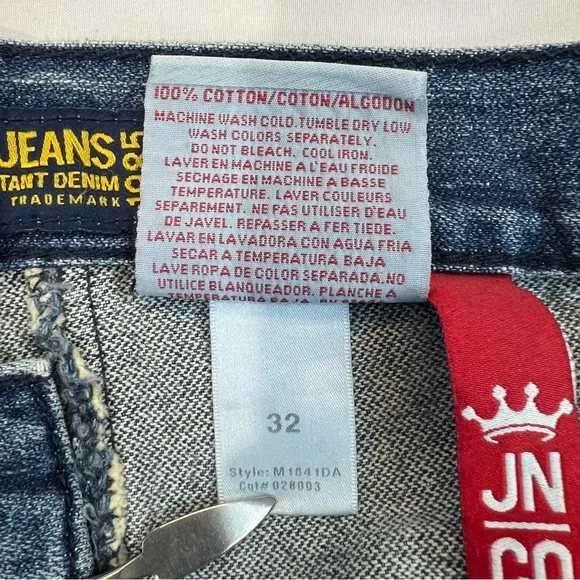 JEANS
TANT DENIM
TRADEMARK
1985
100% COTTON/COTON/ALGODON
MACHINE WASH COLD.TUMBLE DRY LOW
WASH COLORS SEPARATELY.
DO NOT BLEACH. COOL IRON.
LAVER EN MACHINE A L'EAU FROIDE
SECHAGE EN MACHINE A BASSE
TEMPERATURE. LAVER COULEURS
SEPAREMENT. NE PAS UTILISER D'EAU
DE JAVEL. REPASSER A FER TIEDE.
LAVAR EN LAVADORA CON AGUA FRIA
SECAR A TEMPERATURA BAJA
LAVE ROPA DE COLOR SEPARADA.NO
UTILICE BLANQUEADOR. PLANCHE A
TEMPERATURA BAJA,
32
Style: M1641DA
Cut# 028003
JN
CO